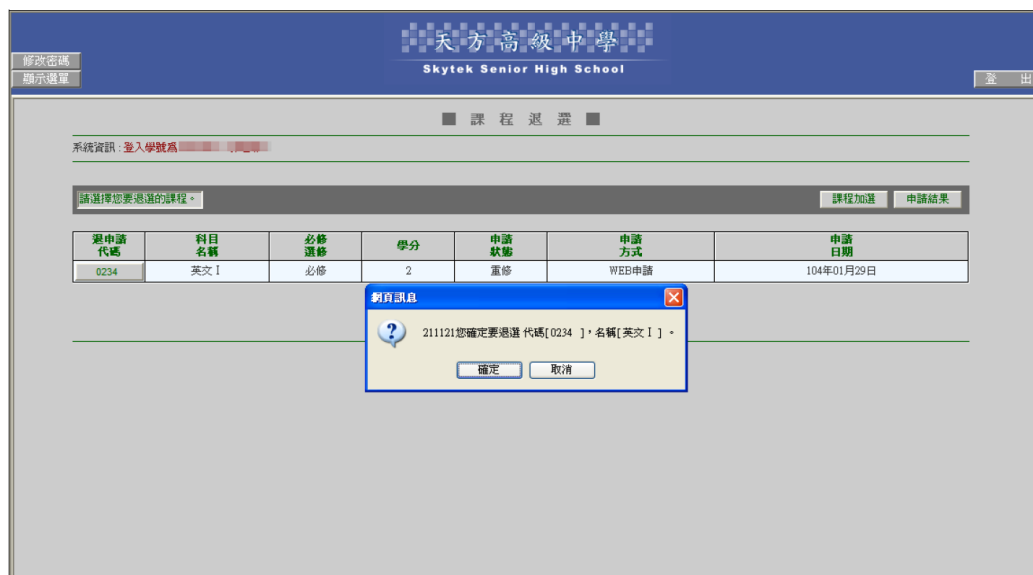 天方高級中學
Skytek Senior High School
修改密碼
顯示選單
登 出
■ 課 程 退 選 ■
系統資訊 : 登入學號為
請選擇您要退選的課程。
課程加選 申請結果
退申請代碼 科目名稱 必修選修 學分 申請狀態 申請方式 申請日期
0234 英文 I 必修 2 重修 WEB申請 104年01月29日
網頁訊息
211121您確定要退選 代碼[0234 ],名稱[英文 I ] 。
確定 取消